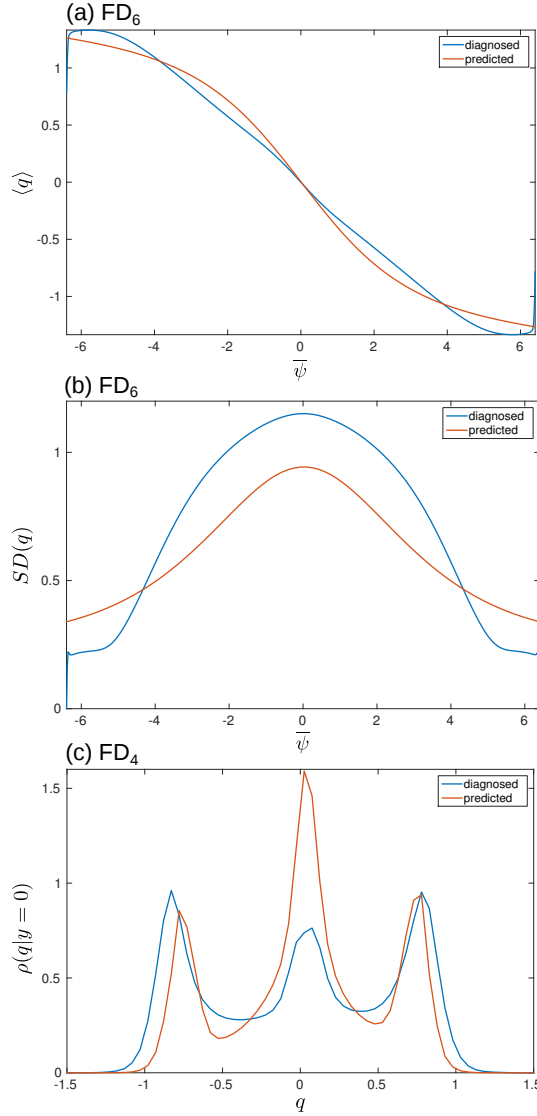 (a) FD₆
diagnosed
predicted
1
0.5
0
-0.5
-1
⟨q⟩
-6 -4 -2 0 2 4 6
ψ̅
(b) FD₆
diagnosed
predicted
1
0.5
0
SD(q)
-6 -4 -2 0 2 4 6
ψ̅
(c) FD₄
diagnosed
predicted
1.5
1
0.5
0
ρ(q|y = 0)
-1.5 -1 -0.5 0 0.5 1 1.5
q